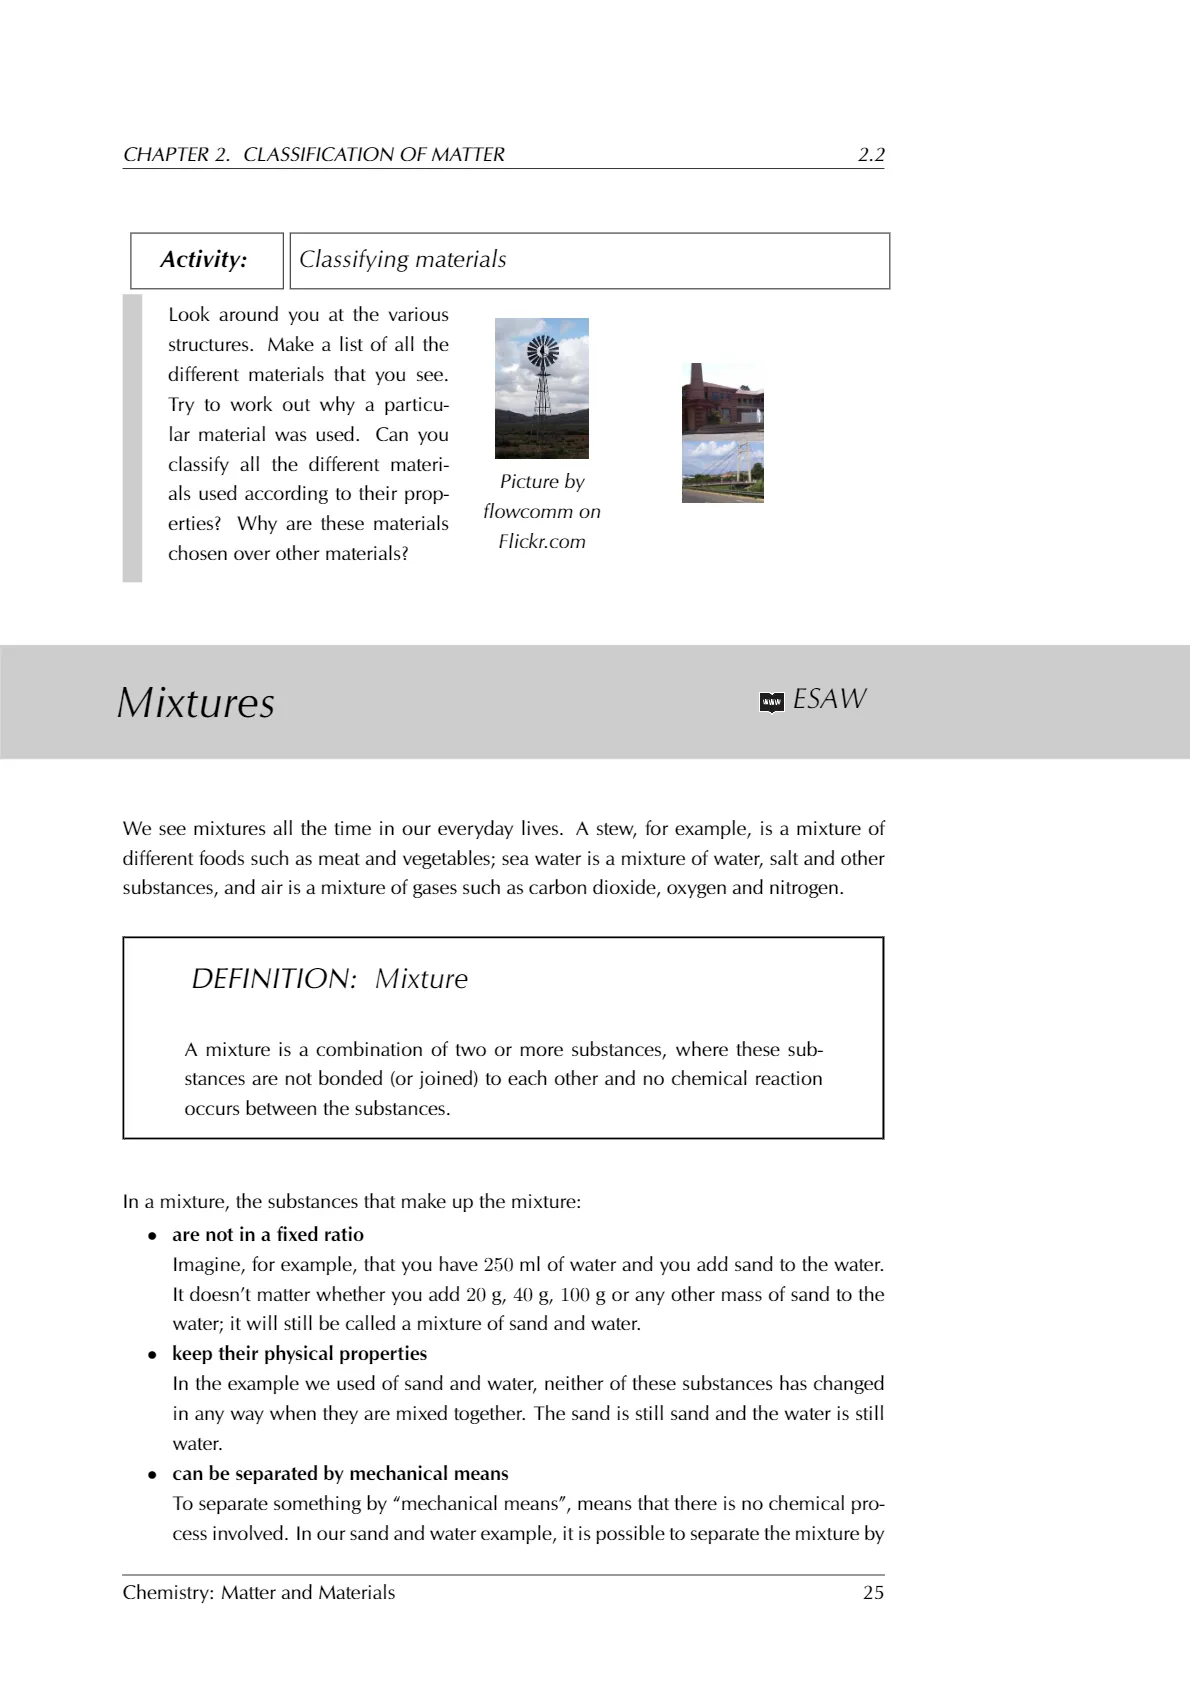 CHAPTER 2. CLASSIFICATION OF MATTER 2.2
Activity: Classifying materials
Look around you at the various
structures. Make a list of all the
different materials that you see.
Try to work out why a particu-
lar material was used. Can you
classify all the different materi-
als used according to their prop-
erties? Why are these materials
chosen over other materials?
Picture by
flowcomm on
Flickr.com
Mixtures
www ESAW
We see mixtures all the time in our everyday lives. A stew, for example, is a mixture of
different foods such as meat and vegetables; sea water is a mixture of water, salt and other
substances, and air is a mixture of gases such as carbon dioxide, oxygen and nitrogen.
DEFINITION: Mixture
A mixture is a combination of two or more substances, where these sub-
stances are not bonded (or joined) to each other and no chemical reaction
occurs between the substances.
In a mixture, the substances that make up the mixture:
• are not in a fixed ratio
Imagine, for example, that you have 250 ml of water and you add sand to the water.
It doesn't matter whether you add 20 g, 40 g, 100 g or any other mass of sand to the
water; it will still be called a mixture of sand and water.
• keep their physical properties
In the example we used of sand and water, neither of these substances has changed
in any way when they are mixed together. The sand is still sand and the water is still
water.
• can be separated by mechanical means
To separate something by “mechanical means”, means that there is no chemical pro-
cess involved. In our sand and water example, it is possible to separate the mixture by
Chemistry: Matter and Materials 25